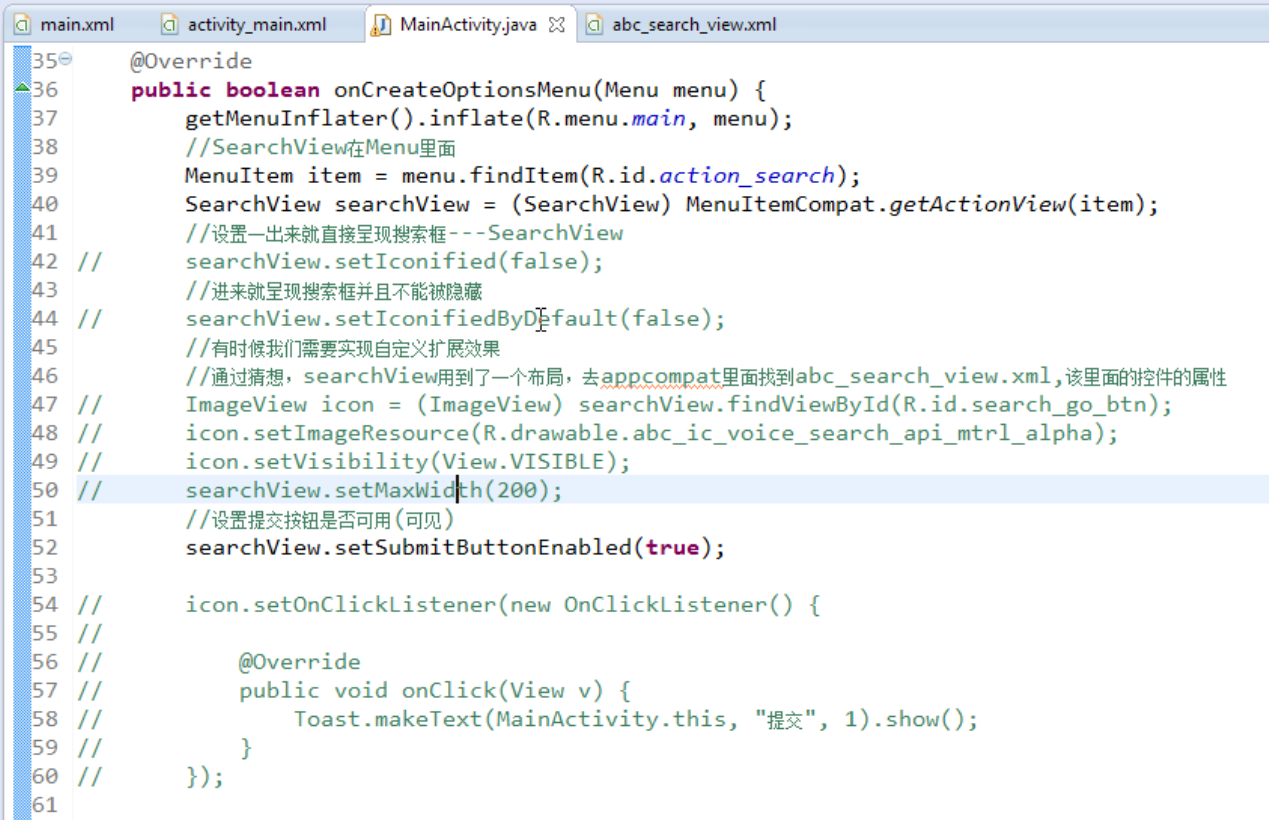 main.xml activity_main.xml MainActivity.java abc_search_view.xml
35 @Override
36 public boolean onCreateOptionsMenu(Menu menu) {
37 getMenuInflater().inflate(R.menu.main, menu);
38 //SearchView在Menu里面
39 MenuItem item = menu.findItem(R.id.action_search);
40 SearchView searchView = (SearchView) MenuItemCompat.getActionView(item);
41 //设置一出来就直接呈现搜索框---SearchView
42 // searchView.setIconified(false);
43 //进来就呈现搜索框并且不能被隐藏
44 // searchView.setIconifiedByDefault(false);
45 //有时候我们需要实现自定义扩展效果
46 //通过猜想，searchView用到了一个布局，去appcompat里面找到abc_search_view.xml,该里面的控件的属性
47 // ImageView icon = (ImageView) searchView.findViewById(R.id.search_go_btn);
48 // icon.setImageResource(R.drawable.abc_ic_voice_search_api_mtrl_alpha);
49 // icon.setVisibility(View.VISIBLE);
50 // searchView.setMaxWidth(200);
51 //设置提交按钮是否可用(可见)
52 searchView.setSubmitButtonEnabled(true);
53
54 // icon.setOnClickListener(new OnClickListener() {
55 //
56 // @Override
57 // public void onClick(View v) {
58 // Toast.makeText(MainActivity.this, "提交", 1).show();
59 // }
60 // });
61